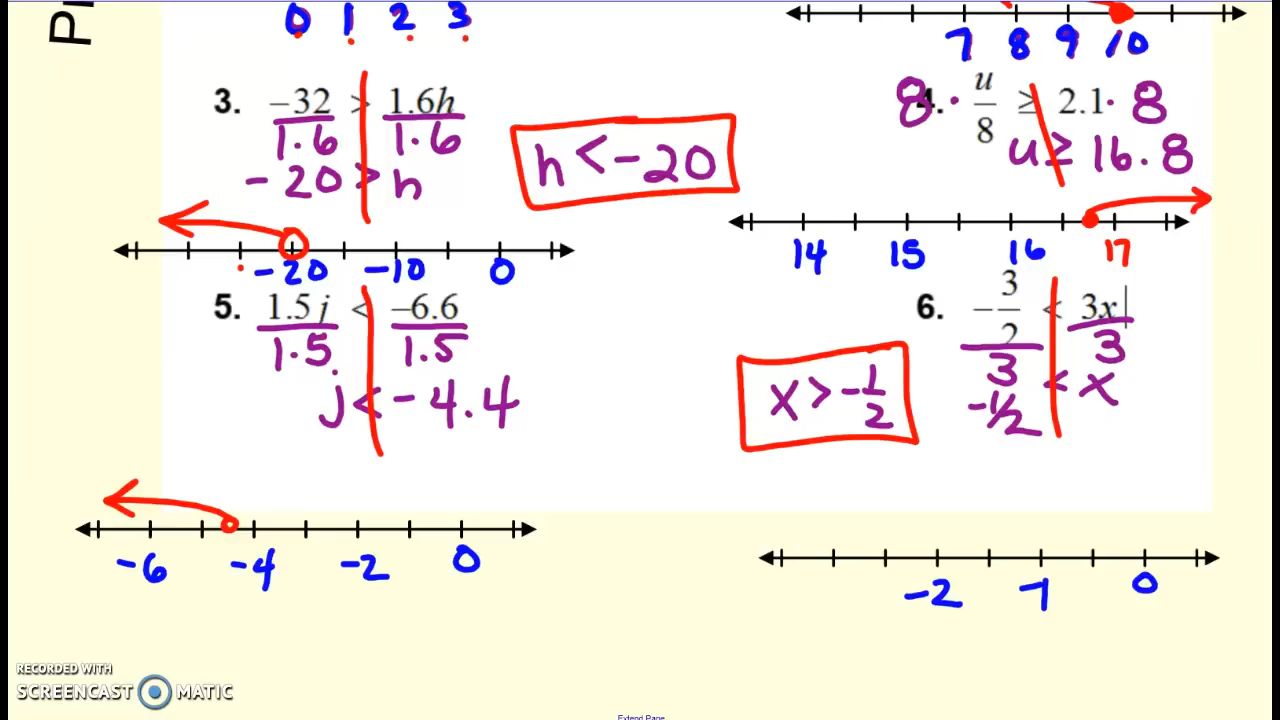 0 1 2 3
7 8 9 10
3. -32 > 1.6h
1.6 1.6
-20 > h
h < -20
-20 -10 0
8 · u/8 ≥ 2.1 · 8
u ≥ 16.8
14 15 16 17
5. 1.5j < -6.6
1.5 1.5
j < -4.4
-6 -4 -2 0
6. -3/2 < 3x
3 3
-1/2 < x
x > -1/2
-2 -1 0
RECORDED WITH
SCREENCAST MATIC
Extend Page